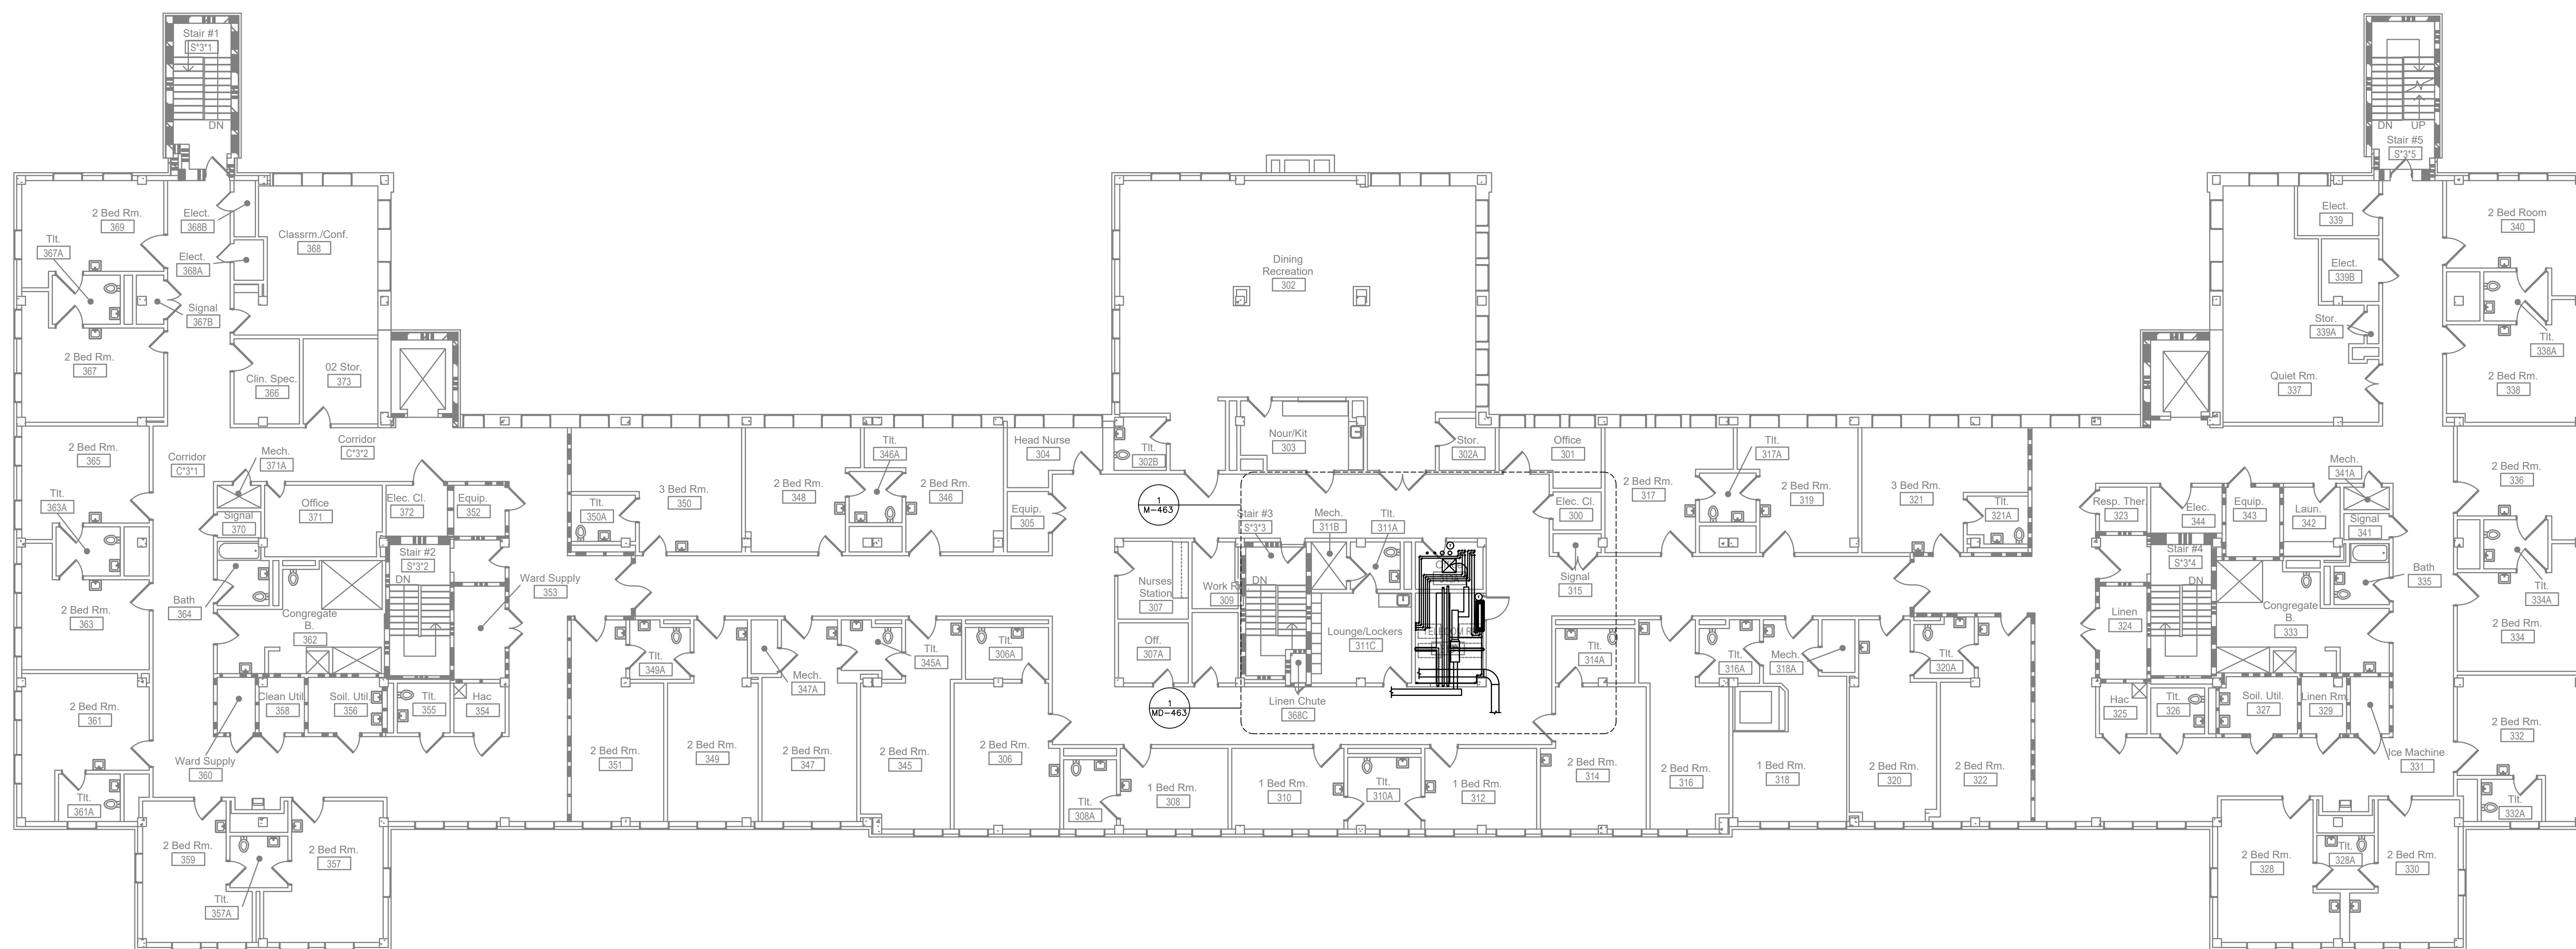 Stair #1
S*3*1
DN
2 Bed Rm.
369
Elect.
368B
Classrm./Conf.
368
Tlt.
367A
Elect.
368A
Signal
367B
2 Bed Rm.
367
Clin. Spec.
366
02 Stor.
373
2 Bed Rm.
365
Corridor
C*3*1
Corridor
C*3*2
Mech.
371A
Tlt.
363A
Signal
370
Office
371
Elec. Cl.
372
Equip.
352
Stair #2
S*3*2
DN
2 Bed Rm.
363
Bath
364
Congregate
B.
362
Ward Supply
353
2 Bed Rm.
361
Clean Util.
358
Soil. Util.
356
Tlt.
355
Hac
354
Ward Supply
360
Tlt.
361A
2 Bed Rm.
359
2 Bed Rm.
357
Tlt.
357A
Tlt.
350A
3 Bed Rm.
350
2 Bed Rm.
348
Tlt.
346A
2 Bed Rm.
346
Head Nurse
304
Equip.
305
Tlt.
349A
Mech.
347A
Tlt.
345A
Tlt.
306A
2 Bed Rm.
351
2 Bed Rm.
349
2 Bed Rm.
347
2 Bed Rm.
345
2 Bed Rm.
306
Dining
Recreation
302
Tlt.
302B
Nour/Kit
303
Stor.
302A
Office
301
1
M-463
Stair #3
S*3*3
Mech.
311B
Tlt.
311A
Elec. Cl.
300
Signal
315
Nurses
Station
307
Work R
309
DN
Off.
307A
Lounge/Lockers
311C
Linen Chute
368C
1
MD-463
Tlt.
308A
1 Bed Rm.
308
1 Bed Rm.
310
Tlt.
310A
1 Bed Rm.
312
Tlt.
314A
2 Bed Rm.
314
2 Bed Rm.
317
Tlt.
317A
2 Bed Rm.
319
3 Bed Rm.
321
Tlt.
321A
Tlt.
316A
Mech.
318A
Tlt.
320A
2 Bed Rm.
316
1 Bed Rm.
318
2 Bed Rm.
320
2 Bed Rm.
322
DN
UP
Stair #5
S*3*5
Elect.
339
2 Bed Room
340
Elect.
339B
Stor.
339A
Tlt.
338A
Quiet Rm.
337
2 Bed Rm.
338
Mech.
341A
2 Bed Rm.
336
Resp. Ther.
323
Elec.
344
Equip.
343
Laun.
342
Signal
341
Stair #4
S*3*4
DN
Bath
335
Tlt.
334A
Linen
324
Congregate
B.
333
2 Bed Rm.
334
Hac
325
Tlt.
326
Soil. Util.
327
Linen Rm.
329
2 Bed Rm.
332
Ice Machine
331
Tlt.
332A
2 Bed Rm.
328
Tlt.
328A
2 Bed Rm.
330